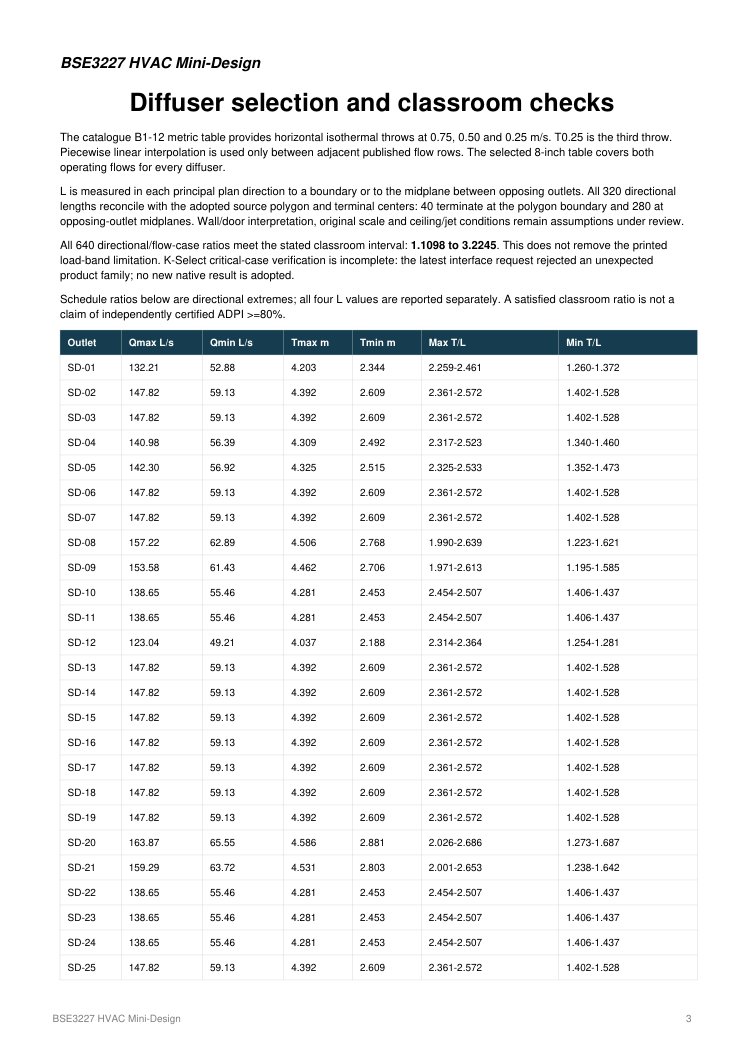 BSE3227 HVAC Mini-Design
Diffuser selection and classroom checks
The catalogue B1-12 metric table provides horizontal isothermal throws at 0.75, 0.50 and 0.25 m/s. T0.25 is the third throw.
Piecewise linear interpolation is used only between adjacent published flow rows. The selected 8-inch table covers both
operating flows for every diffuser.
L is measured in each principal plan direction to a boundary or to the midplane between opposing outlets. All 320 directional
lengths reconcile with the adopted source polygon and terminal centers: 40 terminate at the polygon boundary and 280 at
opposing-outlet midplanes. Wall/door interpretation, original scale and ceiling/jet conditions remain assumptions under review.
All 640 directional/flow-case ratios meet the stated classroom interval: 1.1098 to 3.2245. This does not remove the printed
load-band limitation. K-Select critical-case verification is incomplete: the latest interface request rejected an unexpected
product family; no new native result is adopted.
Schedule ratios below are directional extremes; all four L values are reported separately. A satisfied classroom ratio is not a
claim of independently certified ADPI >=80%.
Outlet Qmax L/s Qmin L/s Tmax m Tmin m Max T/L Min T/L
SD-01 132.21 52.88 4.203 2.344 2.259-2.461 1.260-1.372
SD-02 147.82 59.13 4.392 2.609 2.361-2.572 1.402-1.528
SD-03 147.82 59.13 4.392 2.609 2.361-2.572 1.402-1.528
SD-04 140.98 56.39 4.309 2.492 2.317-2.523 1.340-1.460
SD-05 142.30 56.92 4.325 2.515 2.325-2.533 1.352-1.473
SD-06 147.82 59.13 4.392 2.609 2.361-2.572 1.402-1.528
SD-07 147.82 59.13 4.392 2.609 2.361-2.572 1.402-1.528
SD-08 157.22 62.89 4.506 2.768 1.990-2.639 1.223-1.621
SD-09 153.58 61.43 4.462 2.706 1.971-2.613 1.195-1.585
SD-10 138.65 55.46 4.281 2.453 2.454-2.507 1.406-1.437
SD-11 138.65 55.46 4.281 2.453 2.454-2.507 1.406-1.437
SD-12 123.04 49.21 4.037 2.188 2.314-2.364 1.254-1.281
SD-13 147.82 59.13 4.392 2.609 2.361-2.572 1.402-1.528
SD-14 147.82 59.13 4.392 2.609 2.361-2.572 1.402-1.528
SD-15 147.82 59.13 4.392 2.609 2.361-2.572 1.402-1.528
SD-16 147.82 59.13 4.392 2.609 2.361-2.572 1.402-1.528
SD-17 147.82 59.13 4.392 2.609 2.361-2.572 1.402-1.528
SD-18 147.82 59.13 4.392 2.609 2.361-2.572 1.402-1.528
SD-19 147.82 59.13 4.392 2.609 2.361-2.572 1.402-1.528
SD-20 163.87 65.55 4.586 2.881 2.026-2.686 1.273-1.687
SD-21 159.29 63.72 4.531 2.803 2.001-2.653 1.238-1.642
SD-22 138.65 55.46 4.281 2.453 2.454-2.507 1.406-1.437
SD-23 138.65 55.46 4.281 2.453 2.454-2.507 1.406-1.437
SD-24 138.65 55.46 4.281 2.453 2.454-2.507 1.406-1.437
SD-25 147.82 59.13 4.392 2.609 2.361-2.572 1.402-1.528
BSE3227 HVAC Mini-Design 3